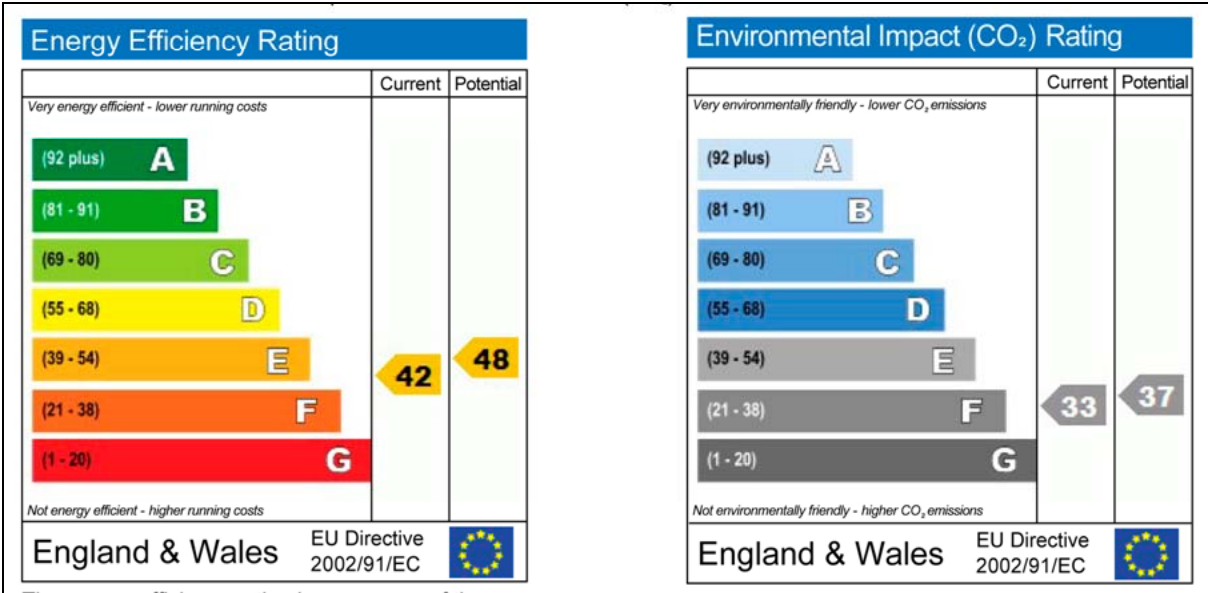 Energy Efficiency Rating
Current Potential
Very energy efficient - lower running costs
(92 plus) A
(81 - 91) B
(69 - 80) C
(55 - 68) D
(39 - 54) E
42
48
(21 - 38) F
(1 - 20) G
Not energy efficient - higher running costs
England & Wales
EU Directive
2002/91/EC
Environmental Impact (CO₂) Rating
Current Potential
Very environmentally friendly - lower CO₂ emissions
(92 plus) A
(81 - 91) B
(69 - 80) C
(55 - 68) D
(39 - 54) E
(21 - 38) F
33
37
(1 - 20) G
Not environmentally friendly - higher CO₂ emissions
England & Wales
EU Directive
2002/91/EC